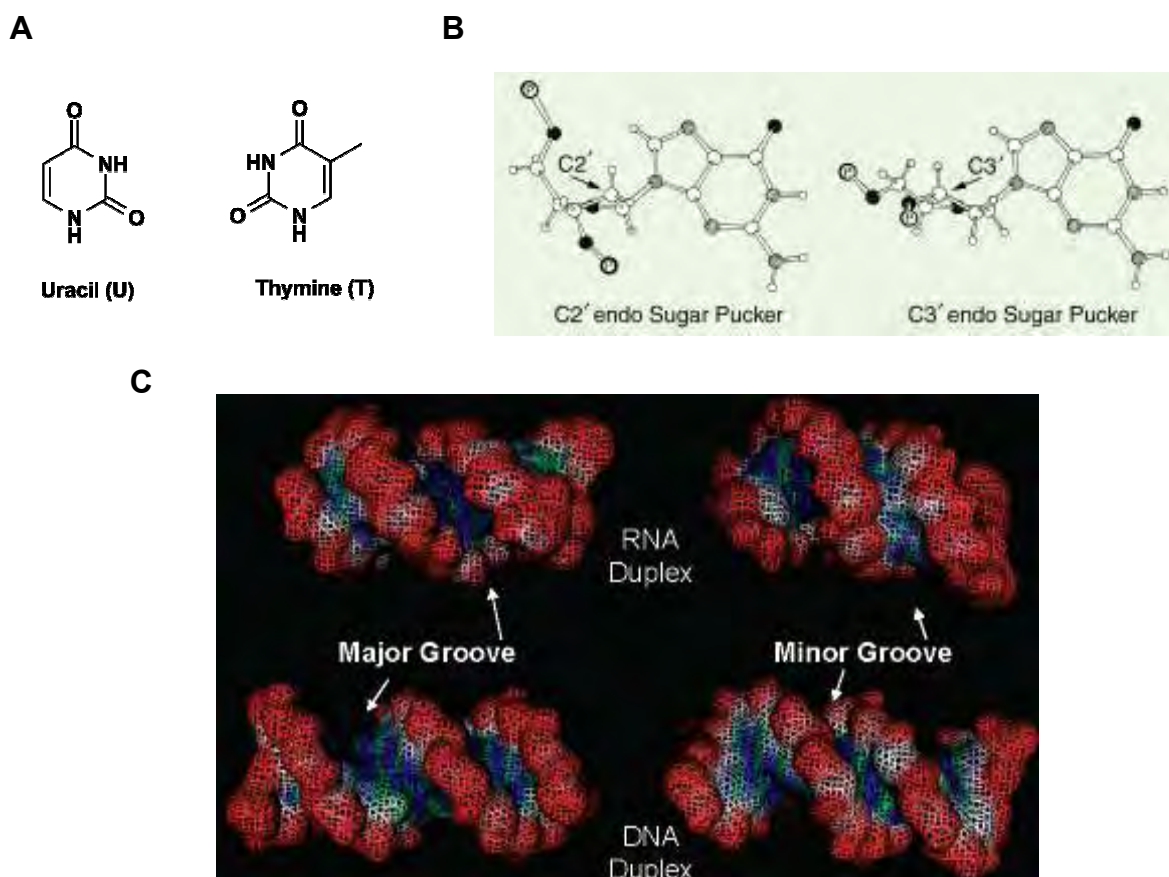 A
B
O
NH
N
H
O
Uracil (U)
O
HN
O
N
H
Thymine (T)
C2′
C3′
C2′ endo Sugar Pucker
C3′ endo Sugar Pucker
C
RNA
Duplex
Major Groove
Minor Groove
DNA
Duplex